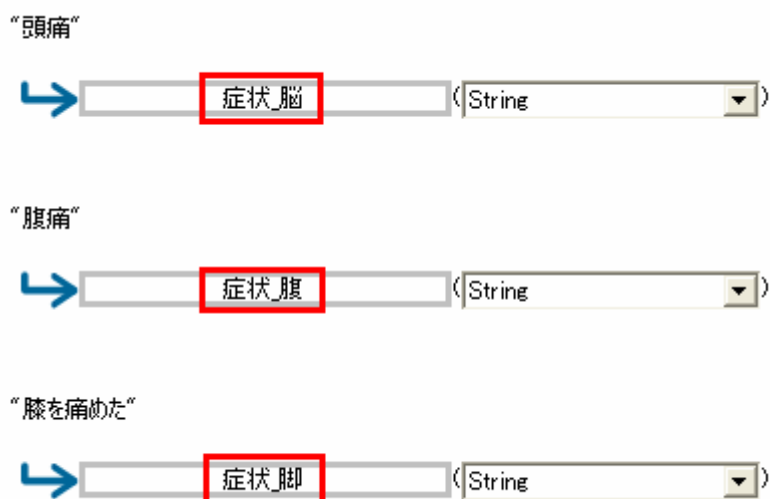 “頭痛“
症状_脳 (String)
“腹痛“
症状_腹 (String)
“膝を痛めた“
症状_脚 (String)